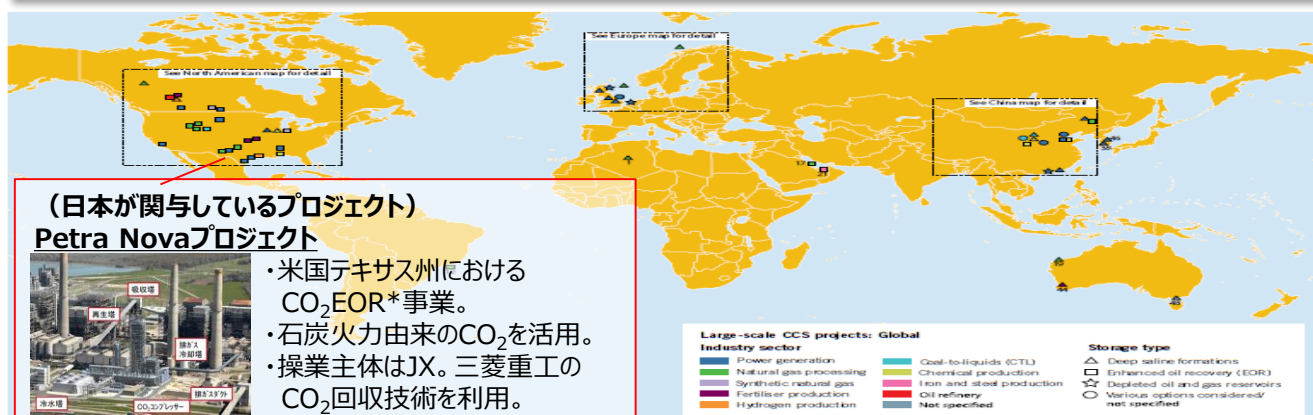 See North American map for detail
See Europe map for detail
See China map for detail
17
21
（日本が関与しているプロジェクト）
Petra Novaプロジェクト
・米国テキサス州における
CO₂EOR*事業。
・石炭火力由来のCO₂を活用。
・操業主体はJX。三菱重工の
CO₂回収技術を利用。
吸収塔
再生塔
排ガス
冷却塔
排ガスダクト
冷水塔
CO₂コンプレッサー
Large-scale CCS projects: Global
Industry sector
Power generation
Natural gas processing
Synthetic natural gas
Fertiliser production
Hydrogen production
Coal-to-liquids (CTL)
Chemical production
Iron and steel production
Oil refinery
Not specified
Storage type
Deep saline formations
Enhanced oil recovery (EOR)
Depleted oil and gas reservoirs
Various options considered/
not specified